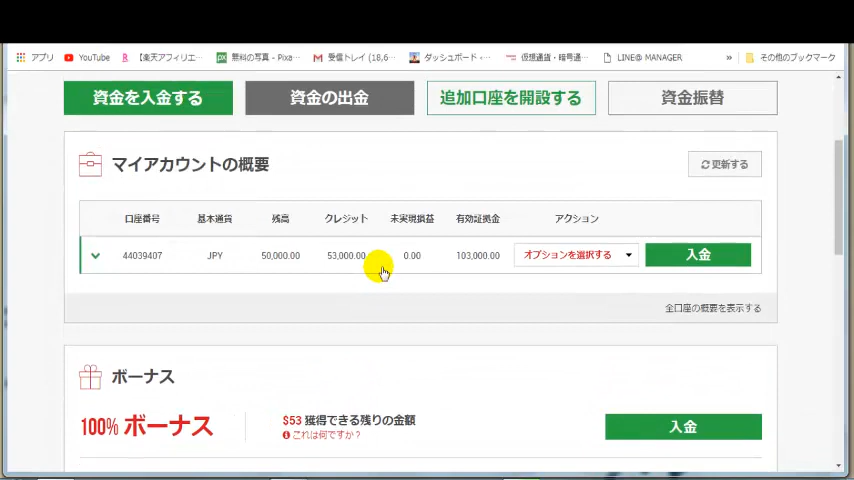 アプリ YouTube 【楽天アフィリエ… 無料の写真 - Pixa… 受信トレイ (18,6… ダッシュボード ‹… 仮想通貨・暗号通… LINE@ MANAGER » その他のブックマーク
資金を入金する 資金の出金 追加口座を開設する 資金振替
マイアカウントの概要 更新する
口座番号 基本通貨 残高 クレジット 未実現損益 有効証拠金 アクション
44039407 JPY 50,000.00 53,000.00 0.00 103,000.00 オプションを選択する 入金
全口座の概要を表示する
ボーナス
100% ボーナス $53 獲得できる残りの金額 入金
これは何ですか?